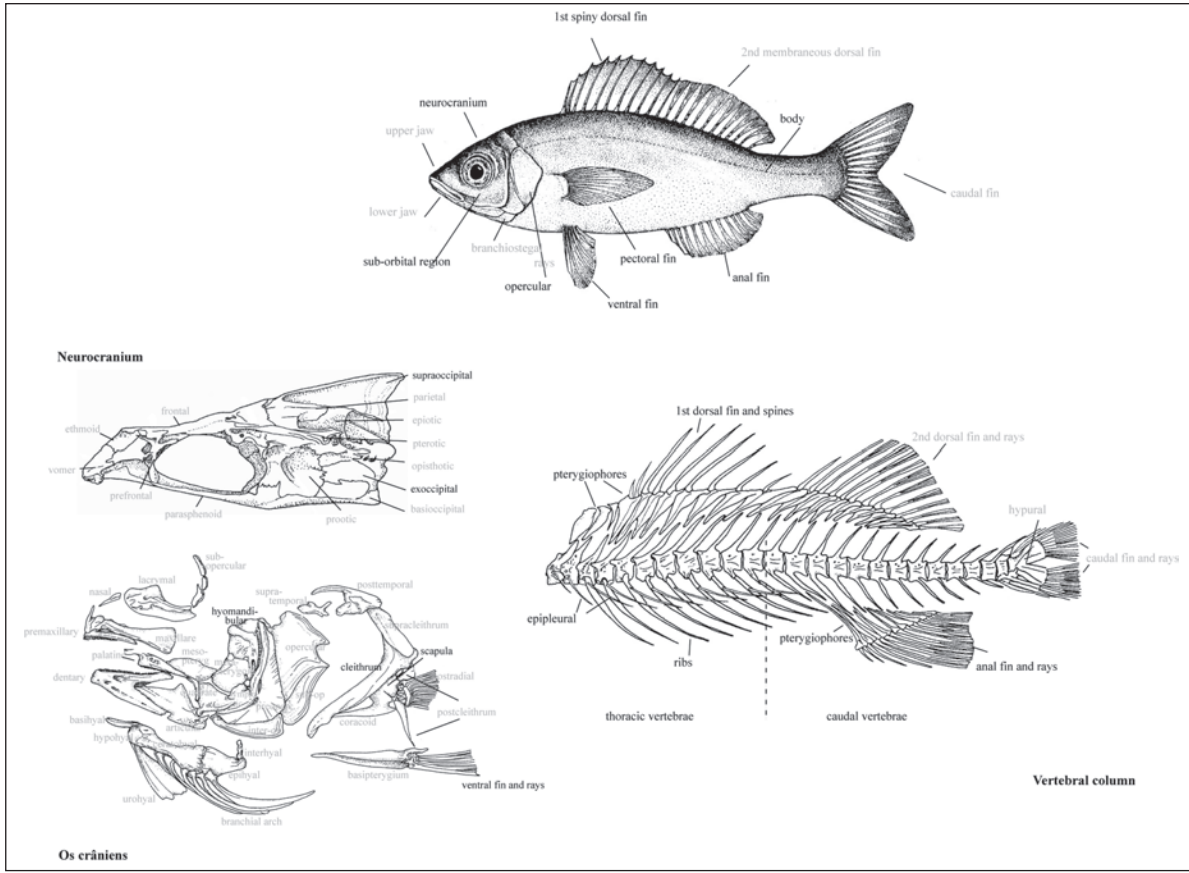 1st spiny dorsal fin
2nd membraneous dorsal fin
neurocranium
body
upper jaw
caudal fin
lower jaw
branchiostegal
rays
sub-orbital region
pectoral fin
anal fin
opercular
ventral fin
Neurocranium
supraoccipital
parietal
frontal
epiotic
ethmoid
pterotic
vomer
opisthotic
prefrontal
exoccipital
parasphenoid
basioccipital
prootic
1st dorsal fin and spines
2nd dorsal fin and rays
pterygiophores
hypural
caudal fin and rays
epipleural
ribs
pterygiophores
anal fin and rays
thoracic vertebrae
caudal vertebrae
Vertebral column
sub-
opercular
lacrymal
nasal
supra-
temporal
posttemporal
hyomandi-
bular
supracleithrum
premaxillary
maxillare
opercular
palatine
meso-
cleithrum
scapula
dentary
postcleithrum
basihyal
coracoid
hypohyal
interhyal
epihyal
basipterygium
ventral fin and rays
urohyal
branchial arch
Os crâniens